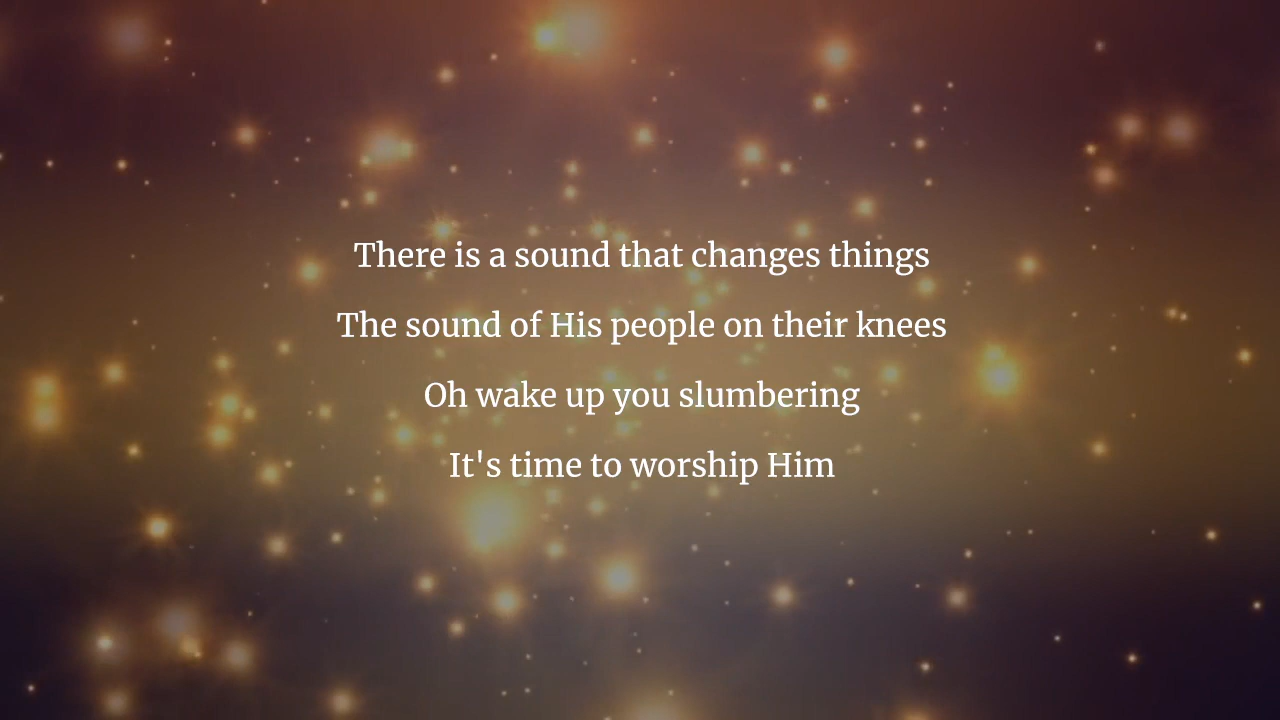 There is a sound that changes things
The sound of His people on their knees
Oh wake up you slumbering
It's time to worship Him